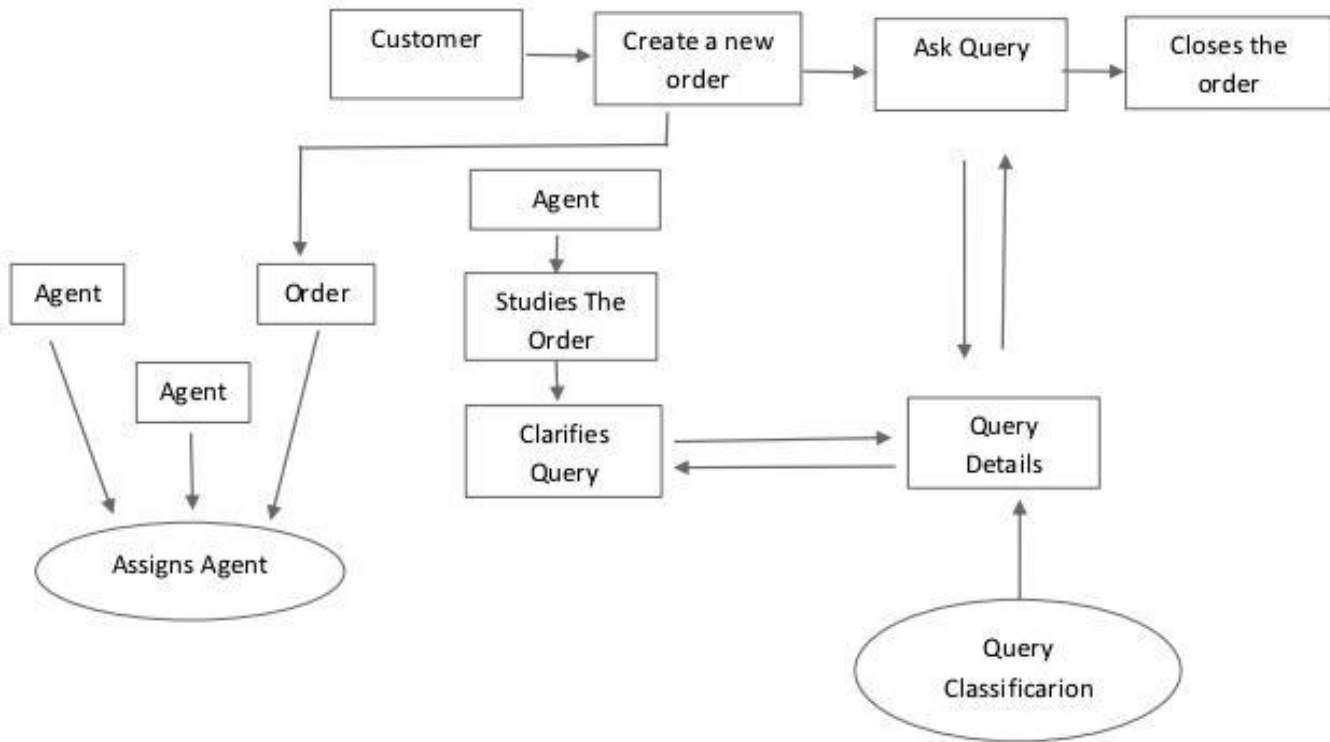 Customer
Create a new
order
Ask Query
Closes the
order
Agent
Agent
Order
Studies The
Order
Agent
Clarifies
Query
Query
Details
Assigns Agent
Query
Classificarion